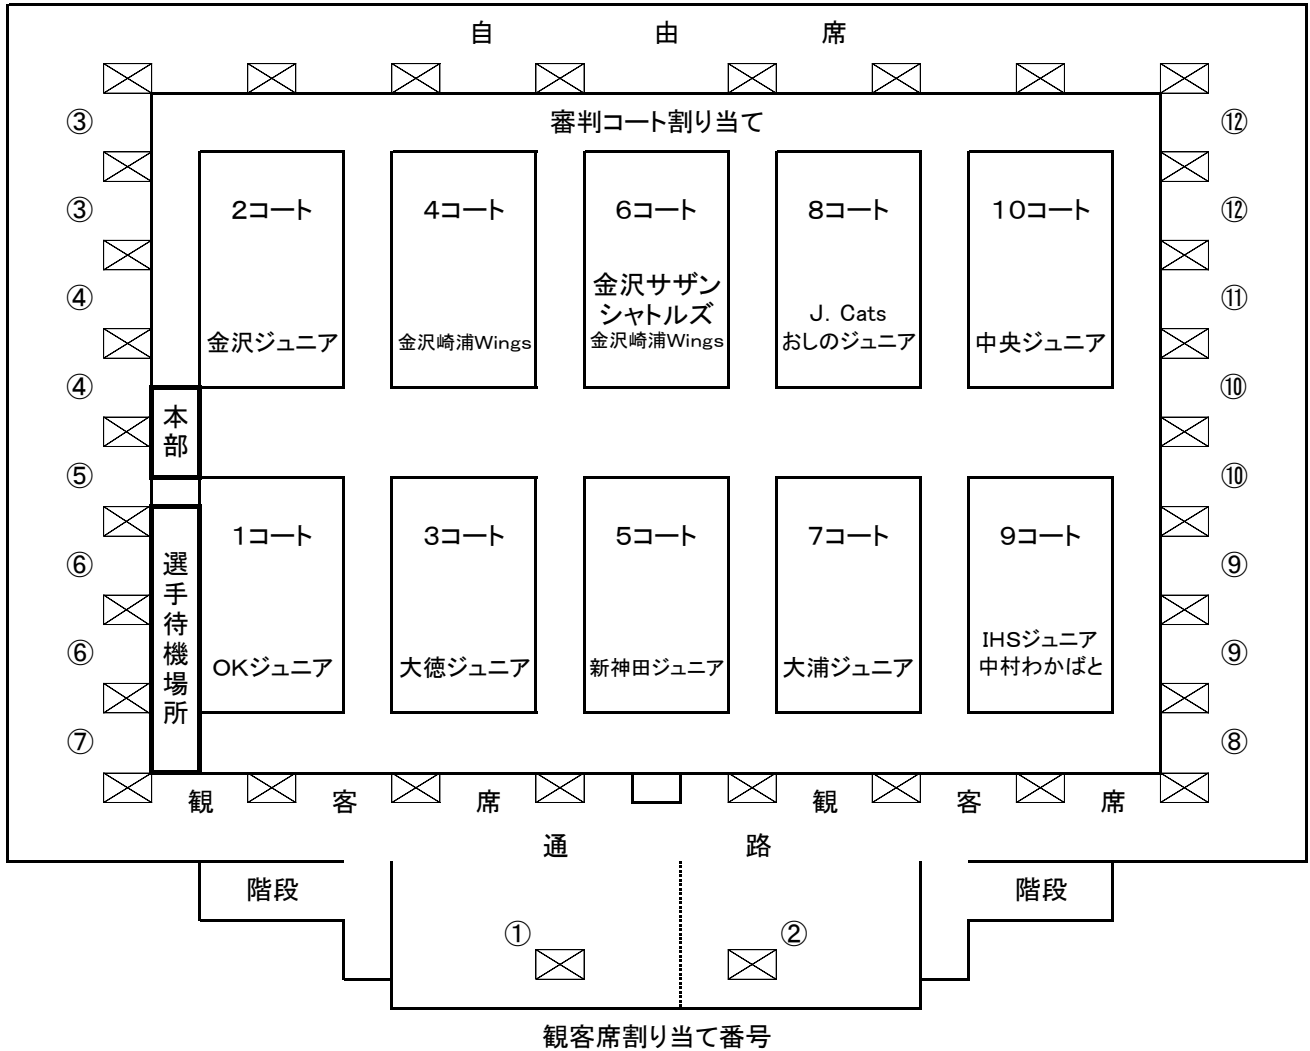 自 由 席
審判コート割り当て
③
⑫
2コート
4コート
6コート
8コート
10コート
③
⑫
④
⑪
金沢サザン
シャトルズ
金沢崎浦Wings
金沢ジュニア
金沢崎浦Wings
J. Cats
おしのジュニア
中央ジュニア
④
⑩
本部
⑤
⑩
1コート
3コート
5コート
7コート
9コート
⑥
⑨
選手待機場所
⑥
⑨
OKジュニア
大徳ジュニア
新神田ジュニア
大浦ジュニア
IHSジュニア
中村わかばと
⑦
⑧
観 客 席
観 客 席
通 路
階段
階段
①
②
観客席割り当て番号